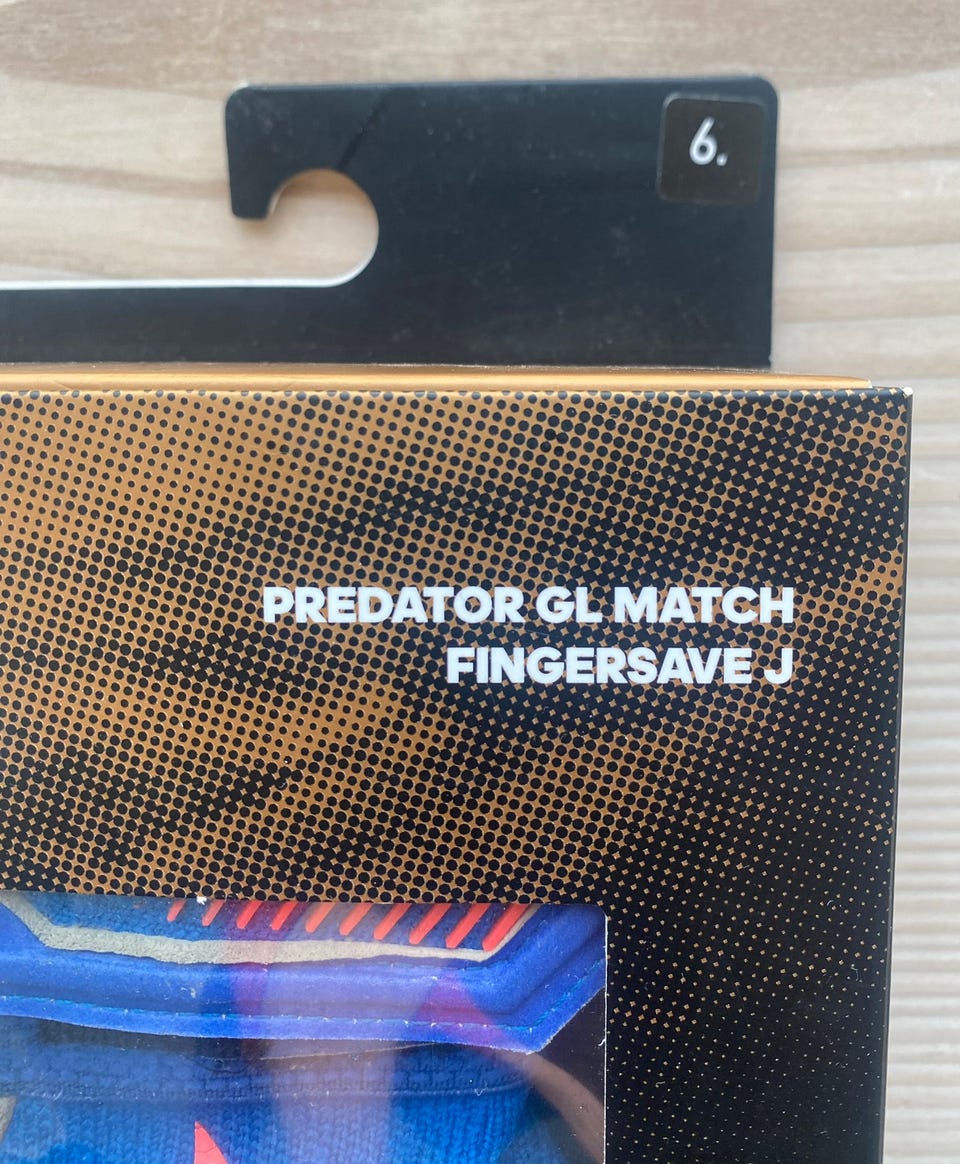 6.
PREDATOR GL MATCH
FINGERSAVE J